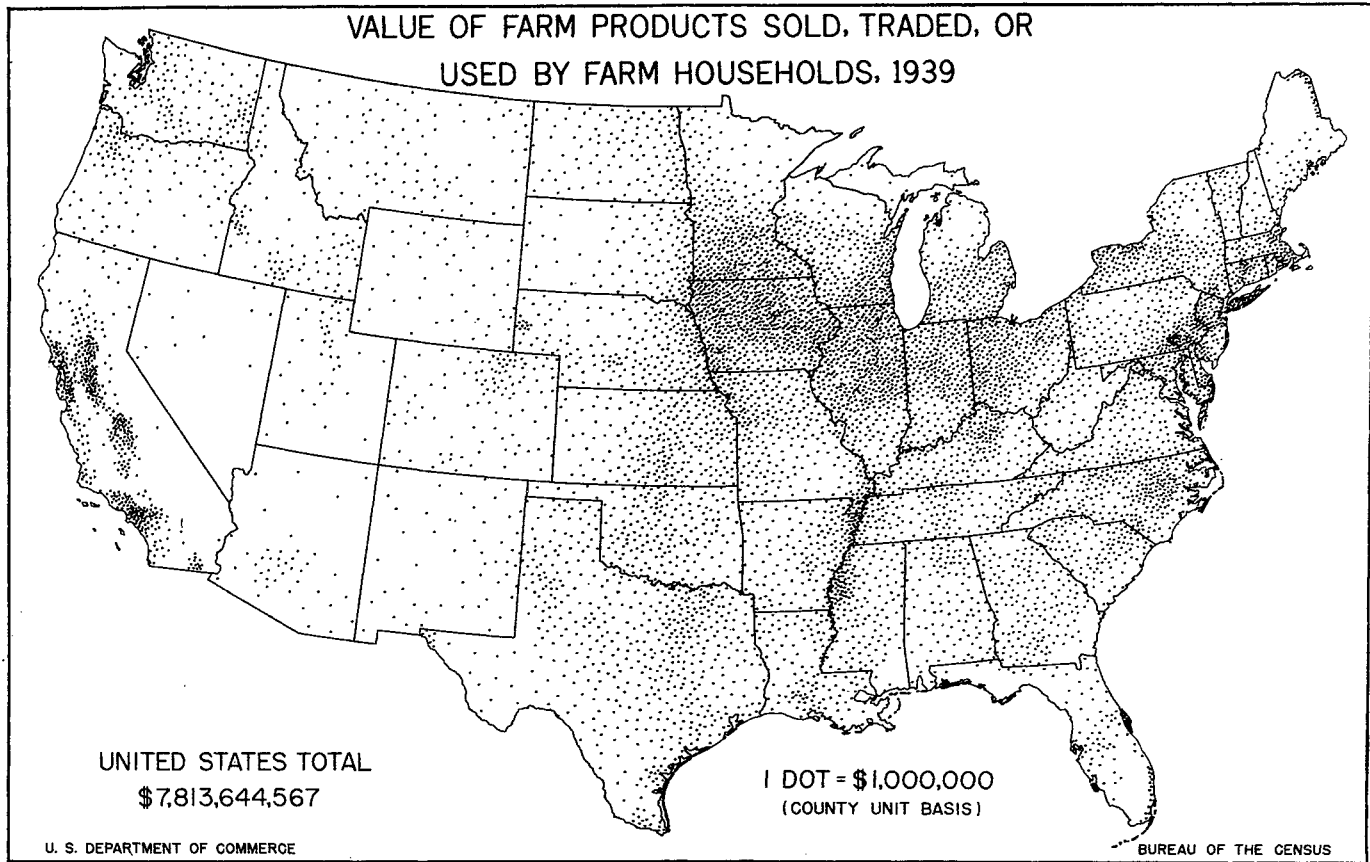 VALUE OF FARM PRODUCTS SOLD, TRADED, OR
USED BY FARM HOUSEHOLDS, 1939
UNITED STATES TOTAL
$7,813,644,567
1 DOT = $1,000,000
(COUNTY UNIT BASIS)
U. S. DEPARTMENT OF COMMERCE
BUREAU OF THE CENSUS